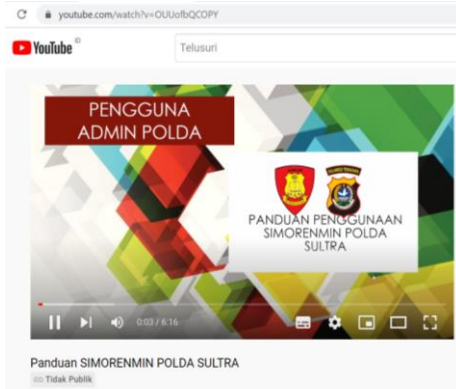 youtube.com/watch?v=OUUofbQCOPY
YouTube ID
Telusuri
PENGGUNA
ADMIN POLDA
PANDUAN PENGGUNAAN
SIMORENMIN POLDA
SULTRA
0:03 / 6:16
Panduan SIMORENMIN POLDA SULTRA
Tidak Publik